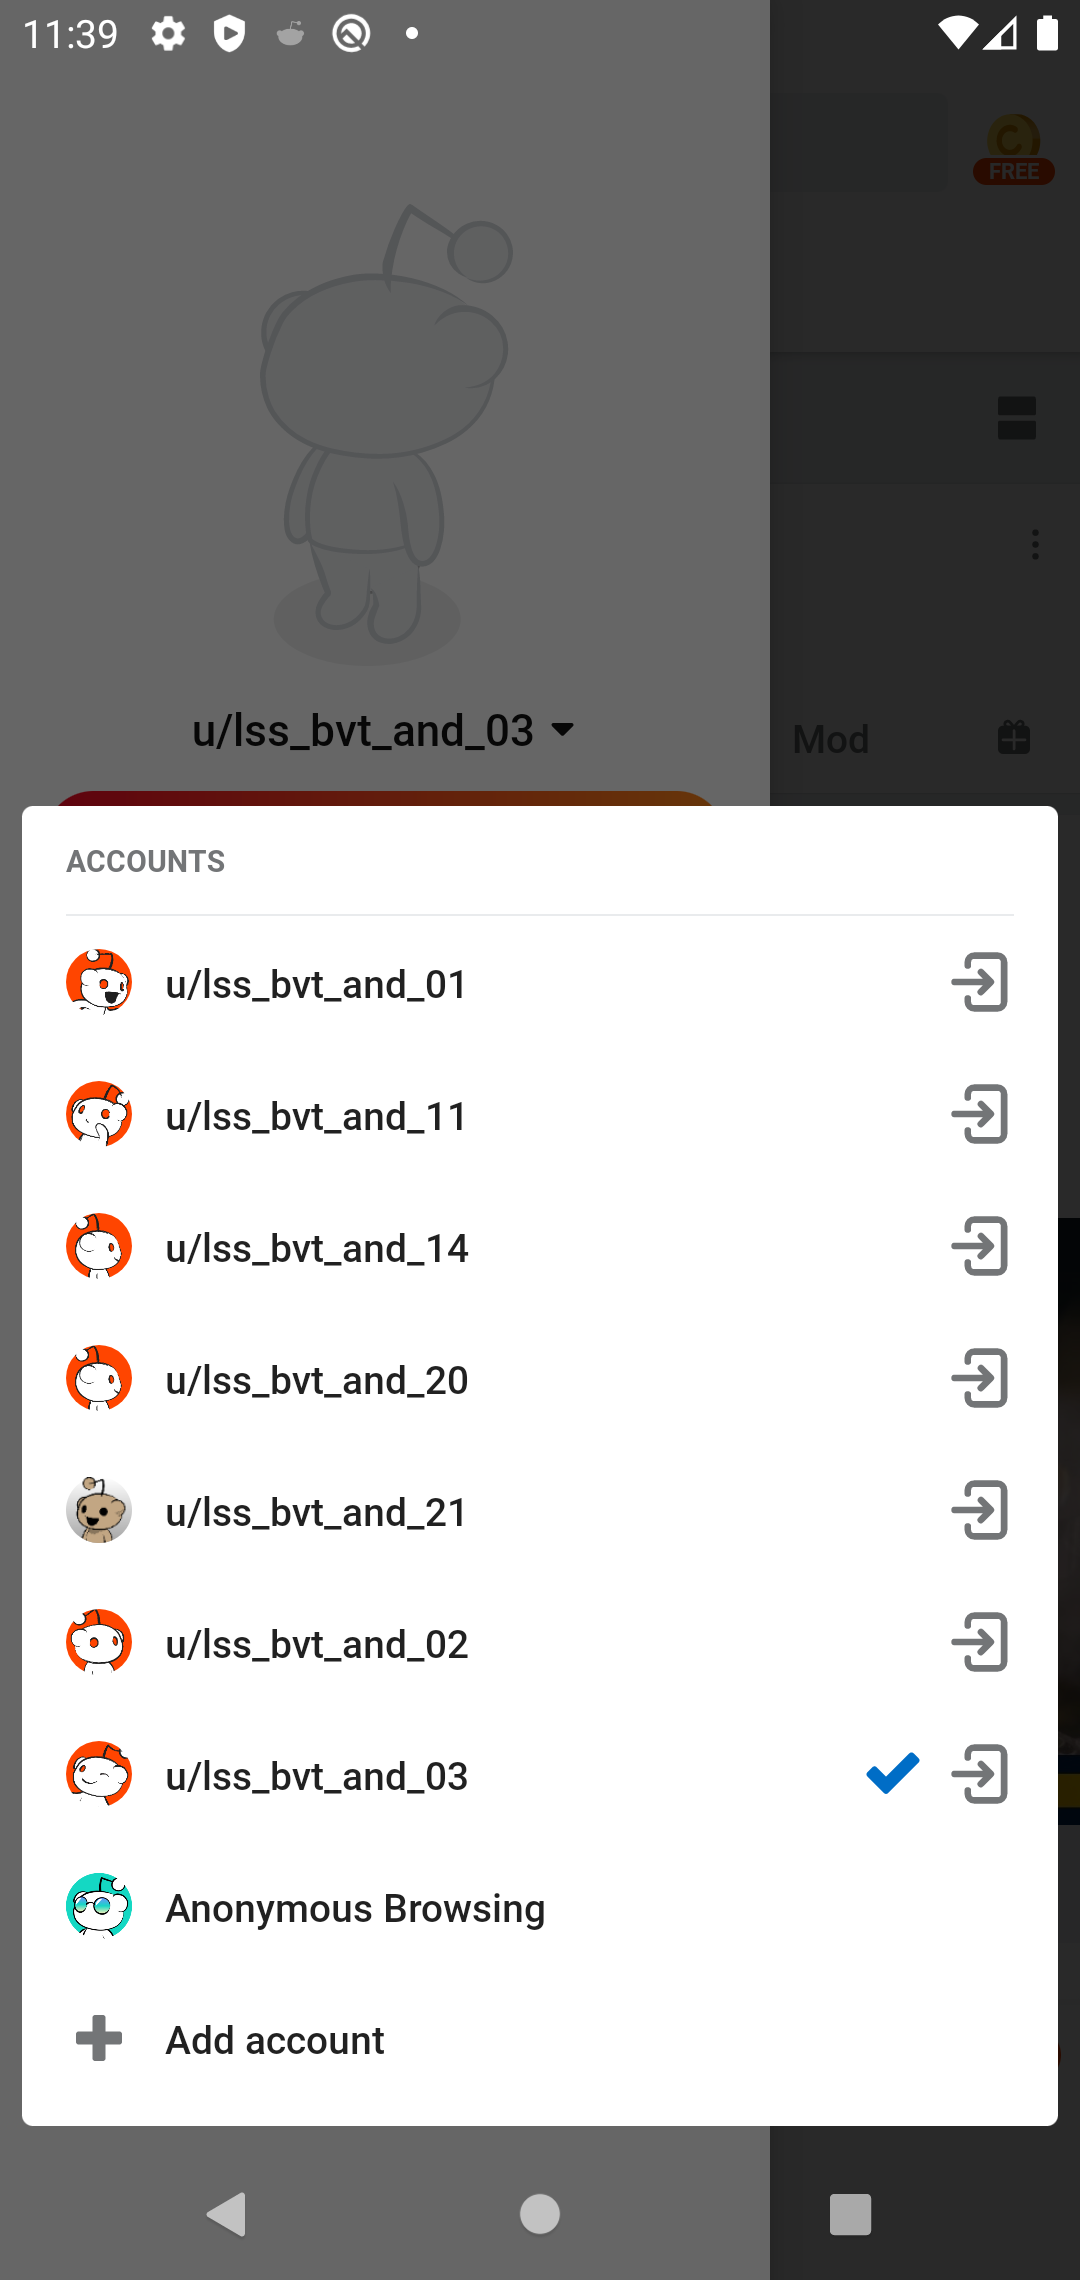 11:39
FREE
u/lss_bvt_and_03
Mod
ACCOUNTS
u/lss_bvt_and_01
u/lss_bvt_and_11
u/lss_bvt_and_14
u/lss_bvt_and_20
u/lss_bvt_and_21
u/lss_bvt_and_02
u/lss_bvt_and_03
Anonymous Browsing
Add account